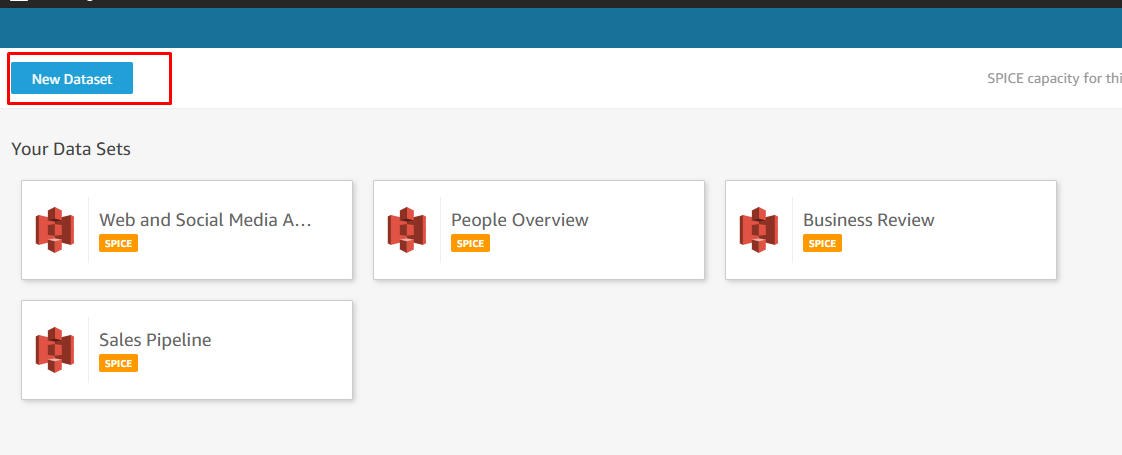 New Dataset
SPICE capacity for thi
Your Data Sets
Web and Social Media A...
SPICE
People Overview
SPICE
Business Review
SPICE
Sales Pipeline
SPICE